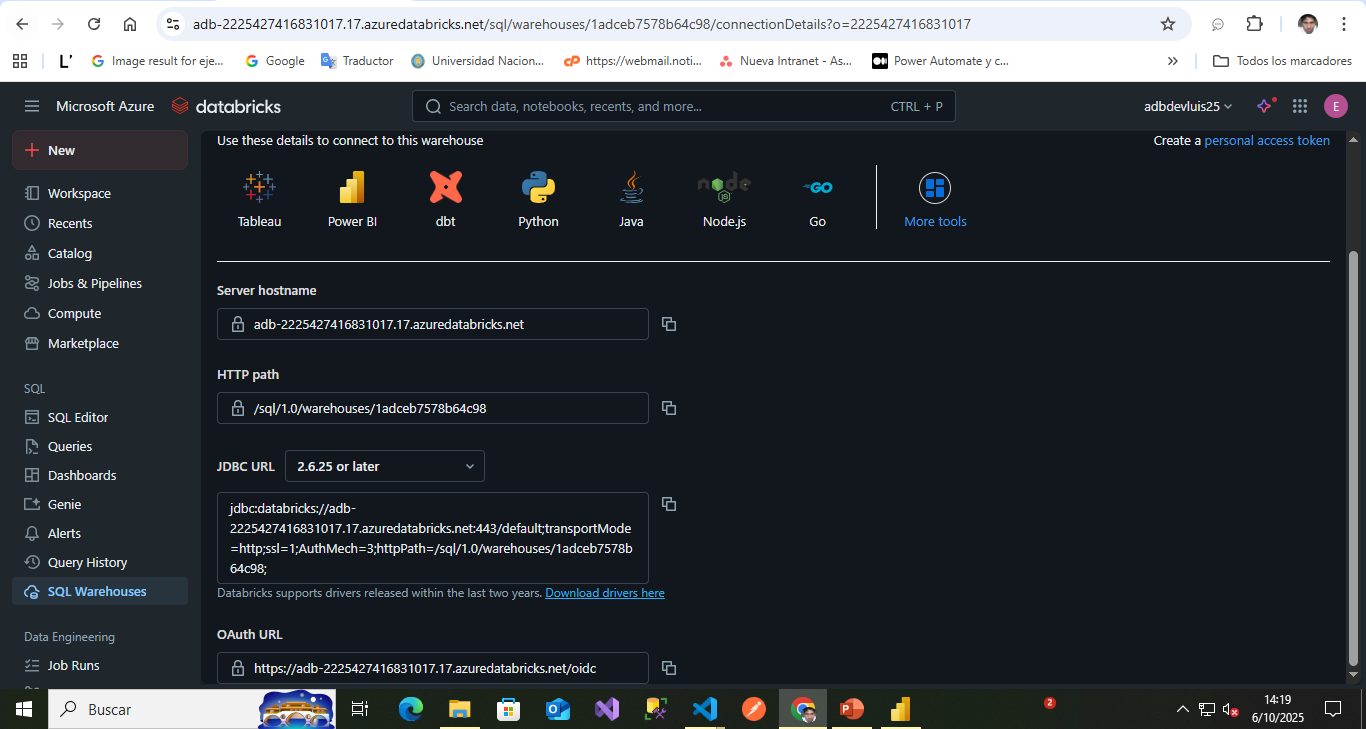 adb-2225427416831017.17.azuredatabricks.net/sql/warehouses/1adceb7578b64c98/connectionDetails?o=2225427416831017
L'
Image result for eje...
Google
Traductor
Universidad Nacion...
https://webmail.noti...
Nueva Intranet - As...
Power Automate y c...
»
Todos los marcadores
Microsoft Azure
databricks
Search data, notebooks, recents, and more...
CTRL + P
adbdevluis25
E
New
Workspace
Recents
Catalog
Jobs & Pipelines
Compute
Marketplace
SQL
SQL Editor
Queries
Dashboards
Genie
Alerts
Query History
SQL Warehouses
Data Engineering
Job Runs
Use these details to connect to this warehouse
Create a personal access token
Tableau
Power BI
dbt
Python
Java
Node.js
Go
More tools
Server hostname
adb-2225427416831017.17.azuredatabricks.net
HTTP path
/sql/1.0/warehouses/1adceb7578b64c98
JDBC URL
2.6.25 or later
jdbc:databricks://adb-
2225427416831017.17.azuredatabricks.net:443/default;transportMode
=http;ssl=1;AuthMech=3;httpPath=/sql/1.0/warehouses/1adceb7578b
64c98;
Databricks supports drivers released within the last two years. Download drivers here
OAuth URL
https://adb-2225427416831017.17.azuredatabricks.net/oidc
Buscar
2
14:19
6/10/2025